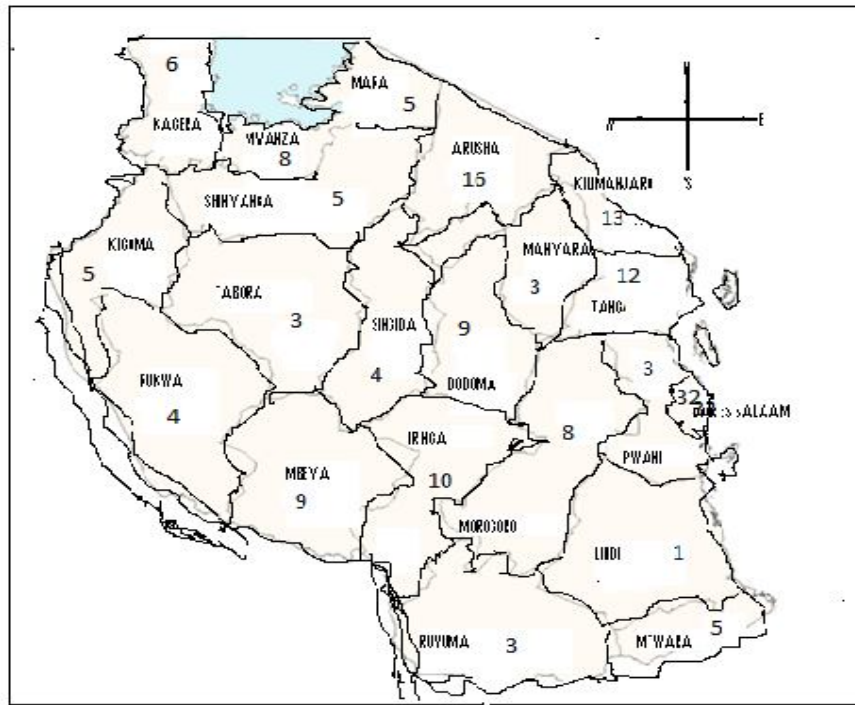 6
MARA
5
KAGERA
MWANZA
8
ARUSHA
15
E
S
KILIMANJARO
13
SHINYANGA
5
KIGOMA
5
MANYARA
3
12
TANGA
TABORA
3
SINGIDA
4
9
DODOMA
3
32
RUKWA
4
IRINGA
10
8
PWANI
MBEYA
9
MOROGORO
LINDI
1
RUVUMA
3
MTWARA
5